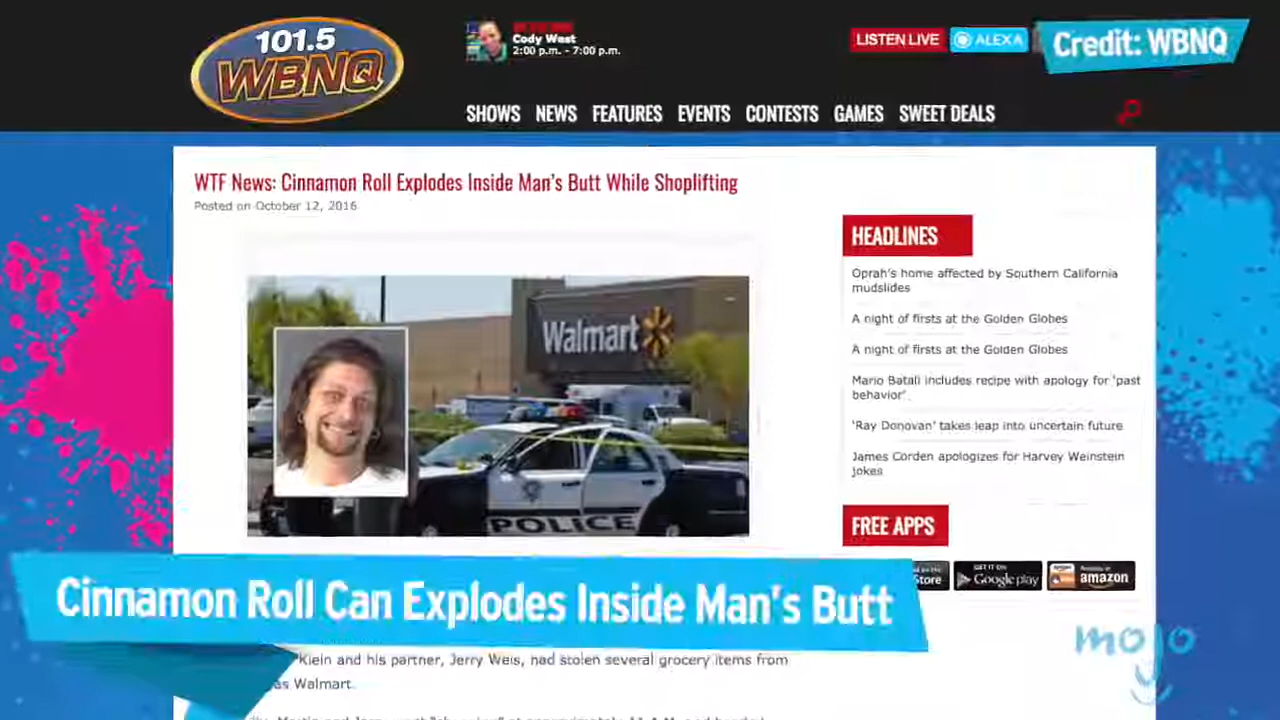 101.5
WBNQ
Cody West
2:00 p.m. - 7:00 p.m.
LISTEN LIVE
ALEXA
Credit: WBNQ
SHOWS NEWS FEATURES EVENTS CONTESTS GAMES SWEET DEALS
WTF News: Cinnamon Roll Explodes Inside Man's Butt While Shoplifting
Posted on October 12, 2016
Walmart
POLICE
HEADLINES
Oprah's home affected by Southern California
mudslides
A night of firsts at the Golden Globes
A night of firsts at the Golden Globes
Mario Batali includes recipe with apology for 'past
behavior'
'Ray Donovan' takes leap into uncertain future
James Corden apologizes for Harvey Weinstein
jokes
FREE APPS
Store
GET IT ON
Google play
amazon
Cinnamon Roll Can Explodes Inside Man's Butt
Klein and his partner, Jerry Weis, had stolen several grocery items from
as Walmart.
mojo